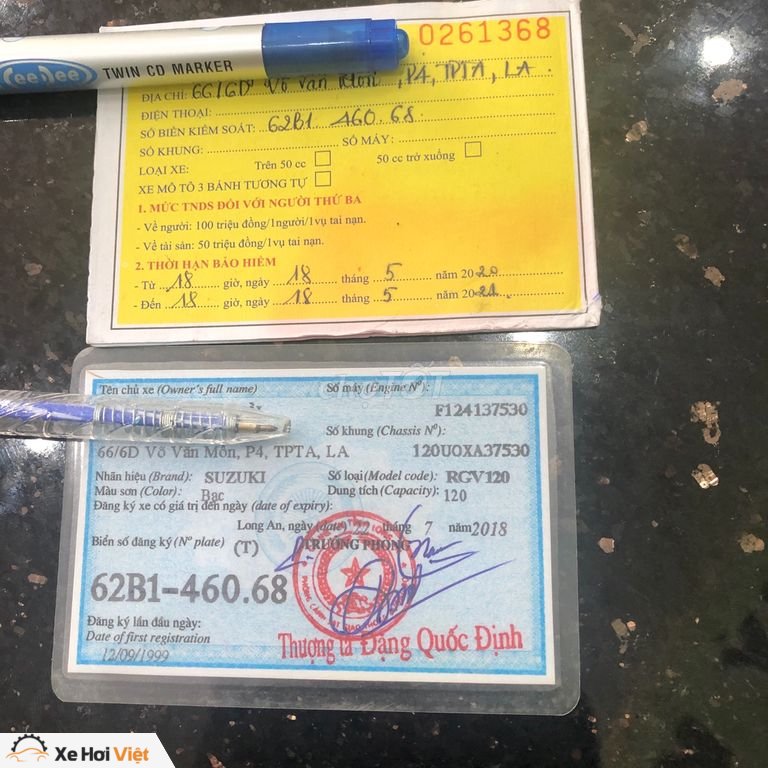 CeeDee TWIN CD MARKER
0261368
ĐỊA CHỈ: 66/6D Võ Văn Môn, P4, TPTA, LA
ĐIỆN THOẠI:
SỐ BIỂN KIỂM SOÁT: 62B1 460.68
SỐ KHUNG: SỐ MÁY:
LOẠI XE: Trên 50 cc 50 cc trở xuống
XE MÔ TÔ 3 BÁNH TƯƠNG TỰ
1. MỨC TNDS ĐỐI VỚI NGƯỜI THỨ BA
- Về người: 100 triệu đồng/1người/1vụ tai nạn.
- Về tài sản: 50 triệu đồng/1vụ tai nạn.
2. THỜI HẠN BẢO HIỂM
- Từ 18 giờ, ngày 18 tháng 5 năm 2020
- Đến 18 giờ, ngày 18 tháng 5 năm 2021
Tên chủ xe (Owner's full name) Số máy (Engine Nº):
F124137530
Số khung (Chassis Nº):
66/6D Võ Văn Môn, P4, TPTA, LA 120UOXA37530
Nhãn hiệu (Brand): SUZUKI Số loại(Model code): RGV120
Màu sơn (Color): Bạc Dung tích (Capacity): 120
Đăng ký xe có giá trị đến ngày (date of expiry):
Long An, ngày (date) 22 tháng 7 năm 2018
Biển số đăng ký (Nº plate) (T) TRƯỞNG PHÒNG
62B1-460.68
Đăng ký lần đầu ngày:
Date of first registration
12/09/1999
Thượng tá Đặng Quốc Định
Xe Hơi Việt